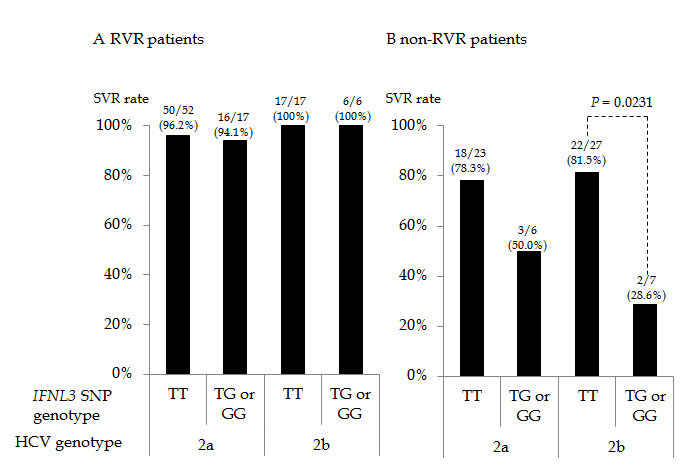 A RVR patients
B non-RVR patients
SVR rate
50/52
(96.2%)
16/17
(94.1%)
17/17
(100%)
6/6
(100%)
100%
80%
60%
40%
20%
0%
SVR rate
P = 0.0231
18/23
(78.3%)
3/6
(50.0%)
22/27
(81.5%)
2/7
(28.6%)
100%
80%
60%
40%
20%
0%
IFNL3 SNP
genotype
TT
TG or
GG
TT
TG or
GG
TT
TG or
GG
TT
TG or
GG
HCV genotype
2a
2b
2a
2b